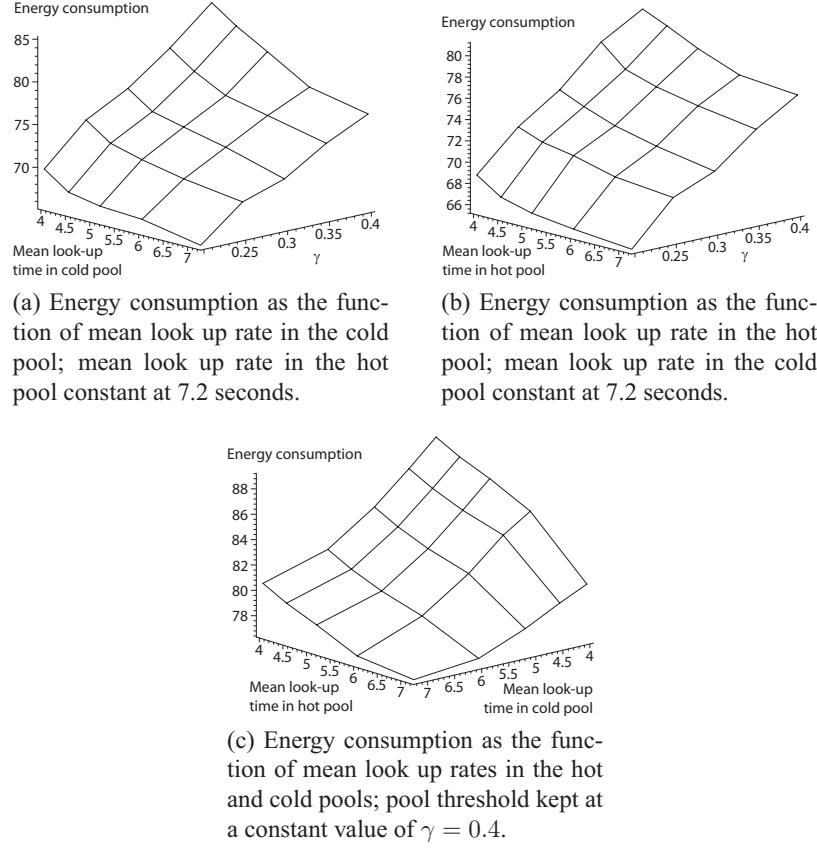 Energy consumption
85
80
75
70
4
4.5
5
5.5
6
6.5
7
0.25
0.3
0.35
0.4
γ
Mean look-up
time in cold pool
(a) Energy consumption as the func-
tion of mean look up rate in the cold
pool; mean look up rate in the hot
pool constant at 7.2 seconds.
Energy consumption
80
78
76
74
72
70
68
66
4
4.5
5
5.5
6
6.5
7
0.25
0.3
0.35
0.4
γ
Mean look-up
time in hot pool
(b) Energy consumption as the func-
tion of mean look up rate in the hot
pool; mean look up rate in the cold
pool constant at 7.2 seconds.
Energy consumption
88
86
84
82
80
78
4
4.5
5
5.5
6
6.5
7
7
6.5
6
5.5
5
4.5
4
Mean look-up
time in hot pool
Mean look-up
time in cold pool
(c) Energy consumption as the func-
tion of mean look up rates in the hot
and cold pools; pool threshold kept at
a constant value of γ = 0.4.